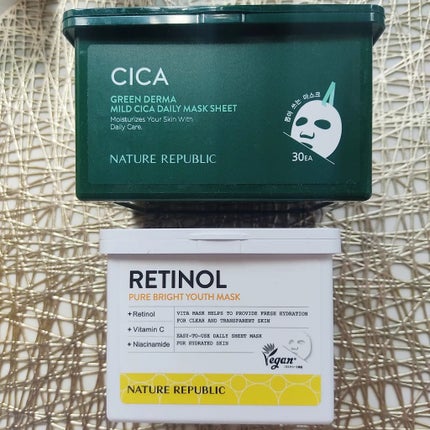 CICA
GREEN DERMA
MILD CICA DAILY MASK SHEET
Moisturizes Your Skin With
Daily Care.
NATURE REPUBLIC
30EA
RETINOL
PURE BRIGHT YOUTH MASK
+ Retinol
+ Vitamin C
+ Niacinamide
VITA MASK HELPS TO PROVIDE FRESH HYDRATION
FOR CLEAR AND TRANSPARENT SKIN
EASY-TO-USE DAILY SHEET MASK
FOR HYDRATED SKIN
Vegan
NATURE REPUBLIC